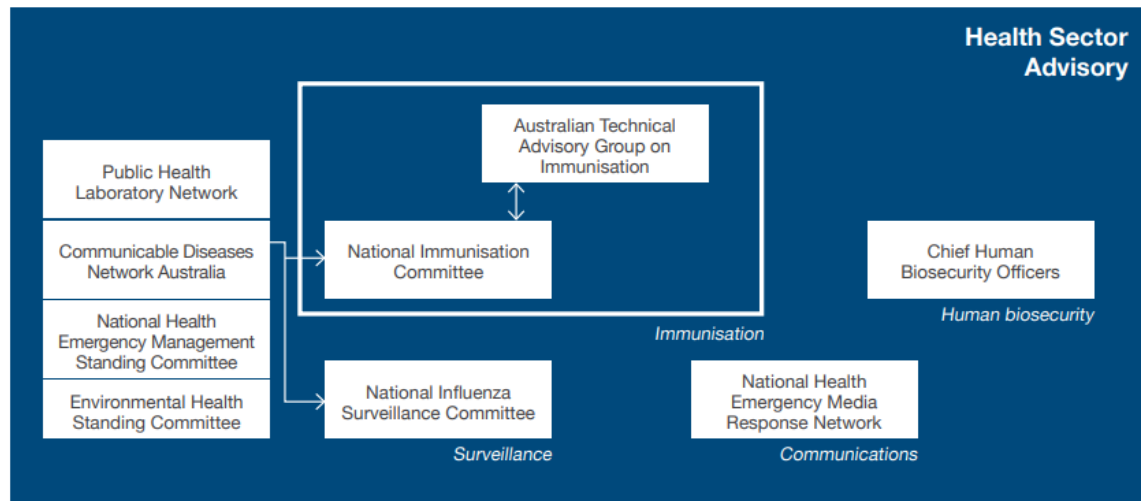 Health Sector
Advisory
Australian Technical
Advisory Group on
Immunisation
Public Health
Laboratory Network
Communicable Diseases
Network Australia
National Immunisation
Committee
Chief Human
Biosecurity Officers
Human biosecurity
National Health
Emergency Management
Standing Committee
Immunisation
Environmental Health
Standing Committee
National Influenza
Surveillance Committee
Surveillance
National Health
Emergency Media
Response Network
Communications